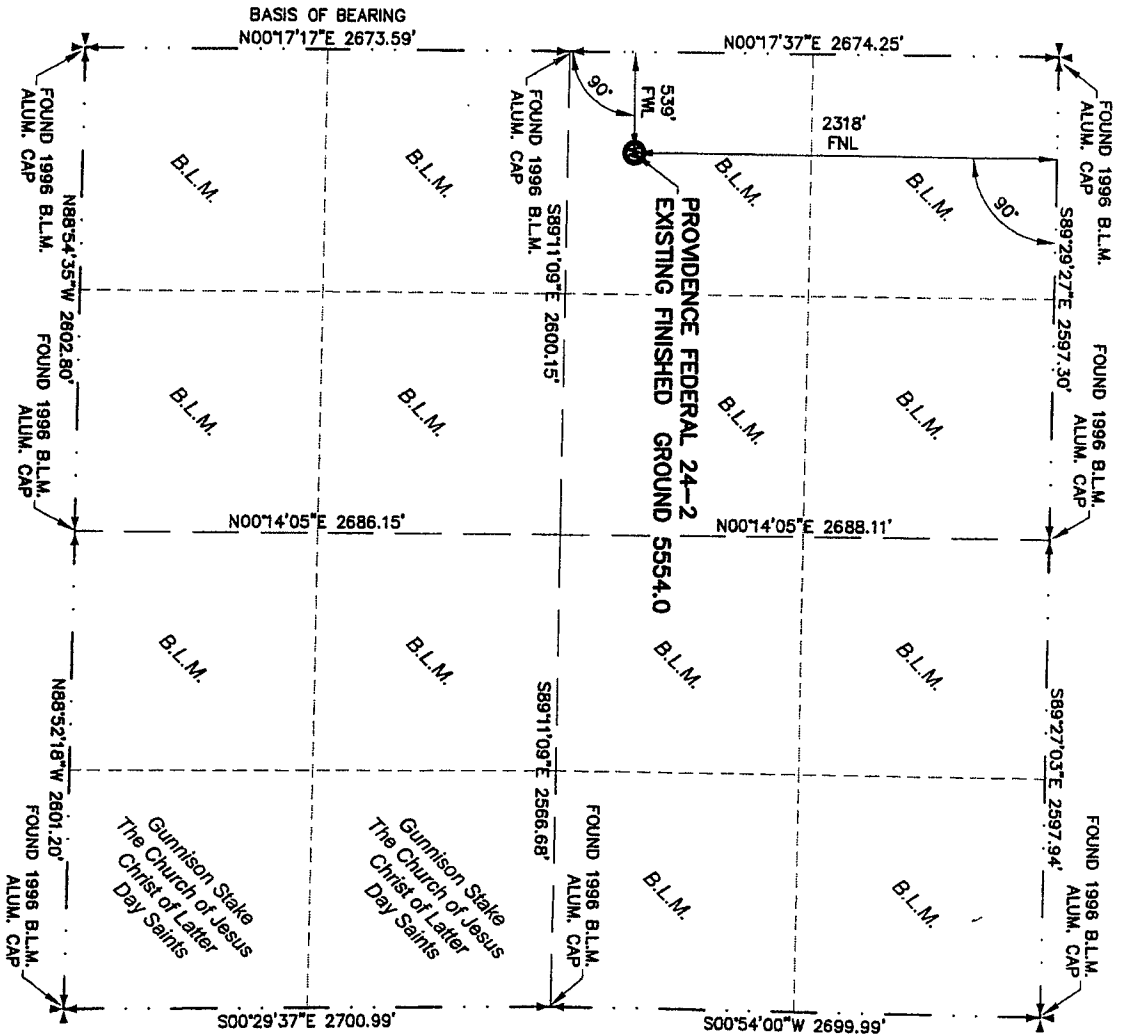 BASIS OF BEARING
N00°17'17"E 2673.59'
N00°17'37"E 2674.25'
FOUND 1996 B.L.M.
ALUM. CAP
FOUND 1996 B.L.M.
ALUM. CAP
FOUND 1996 B.L.M.
ALUM. CAP
90°
539'
FWL
2318'
FNL
90°
B.L.M.
B.L.M.
B.L.M.
B.L.M.
PROVIDENCE FEDERAL 24-2
EXISTING FINISHED GROUND 5554.0
N88°54'35"W 2602.80'
S89°11'09"E 2600.15'
S89°29'27"E 2597.30'
FOUND 1996 B.L.M.
ALUM. CAP
FOUND 1996 B.L.M.
ALUM. CAP
B.L.M.
B.L.M.
B.L.M.
B.L.M.
N00°14'05"E 2686.15'
N00°14'05"E 2688.11'
B.L.M.
B.L.M.
B.L.M.
B.L.M.
N88°52'18"W 2601.20'
S89°11'09"E 2566.68'
S89°27'03"E 2597.94'
FOUND 1996 B.L.M.
ALUM. CAP
FOUND 1996 B.L.M.
ALUM. CAP
FOUND 1996 B.L.M.
ALUM. CAP
Gunnison Stake
The Church of Jesus
Christ of Latter
Day Saints
Gunnison Stake
The Church of Jesus
Christ of Latter
Day Saints
B.L.M.
B.L.M.
S00°29'37"E 2700.99'
S00°54'00"W 2699.99'